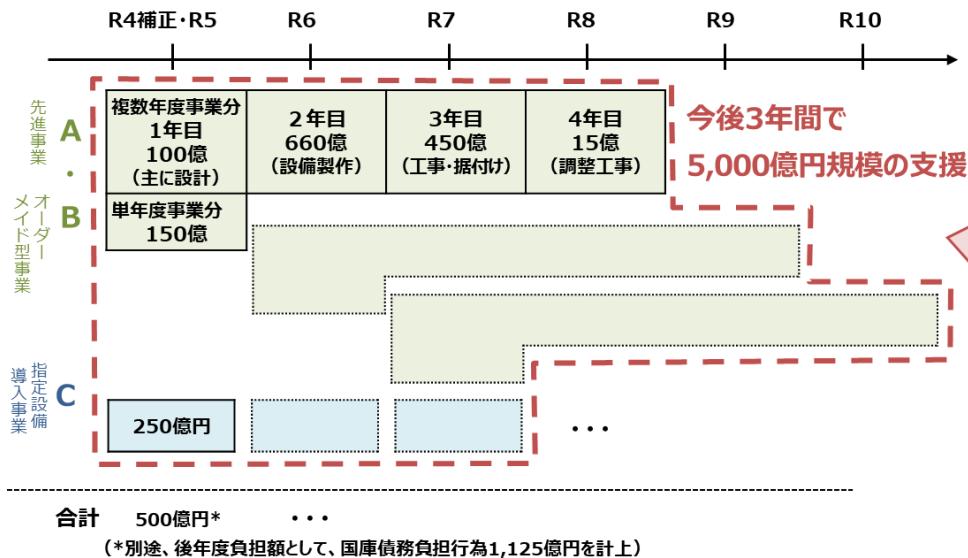 R4補正・R5
R6
R7
R8
R9
R10
先進事業
A
・
B
オーダー
メイド型事業
複数年度事業分
1年目
100億
(主に設計)
2年目
660億
(設備製作)
3年目
450億
(工事・据付け)
4年目
15億
(調整工事)
単年度事業分
150億
今後3年間で
5,000億円規模の支援
指定設備
導入事業
C
250億円
・・・
合計
500億円*
・・・
(*別途、後年度負担額として、国庫債務負担行為1,125億円を計上)